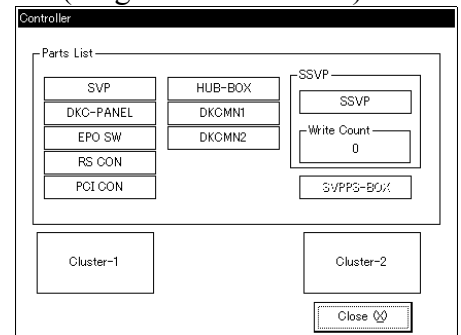 Controller
Parts List
SVP
DKC-PANEL
EPO SW
RS CON
PCI CON
HUB-BOX
DKCMN1
DKCMN2
SSVP
SSVP
Write Count
0
SVPPS-BOX
Cluster-1
Cluster-2
Close (X)